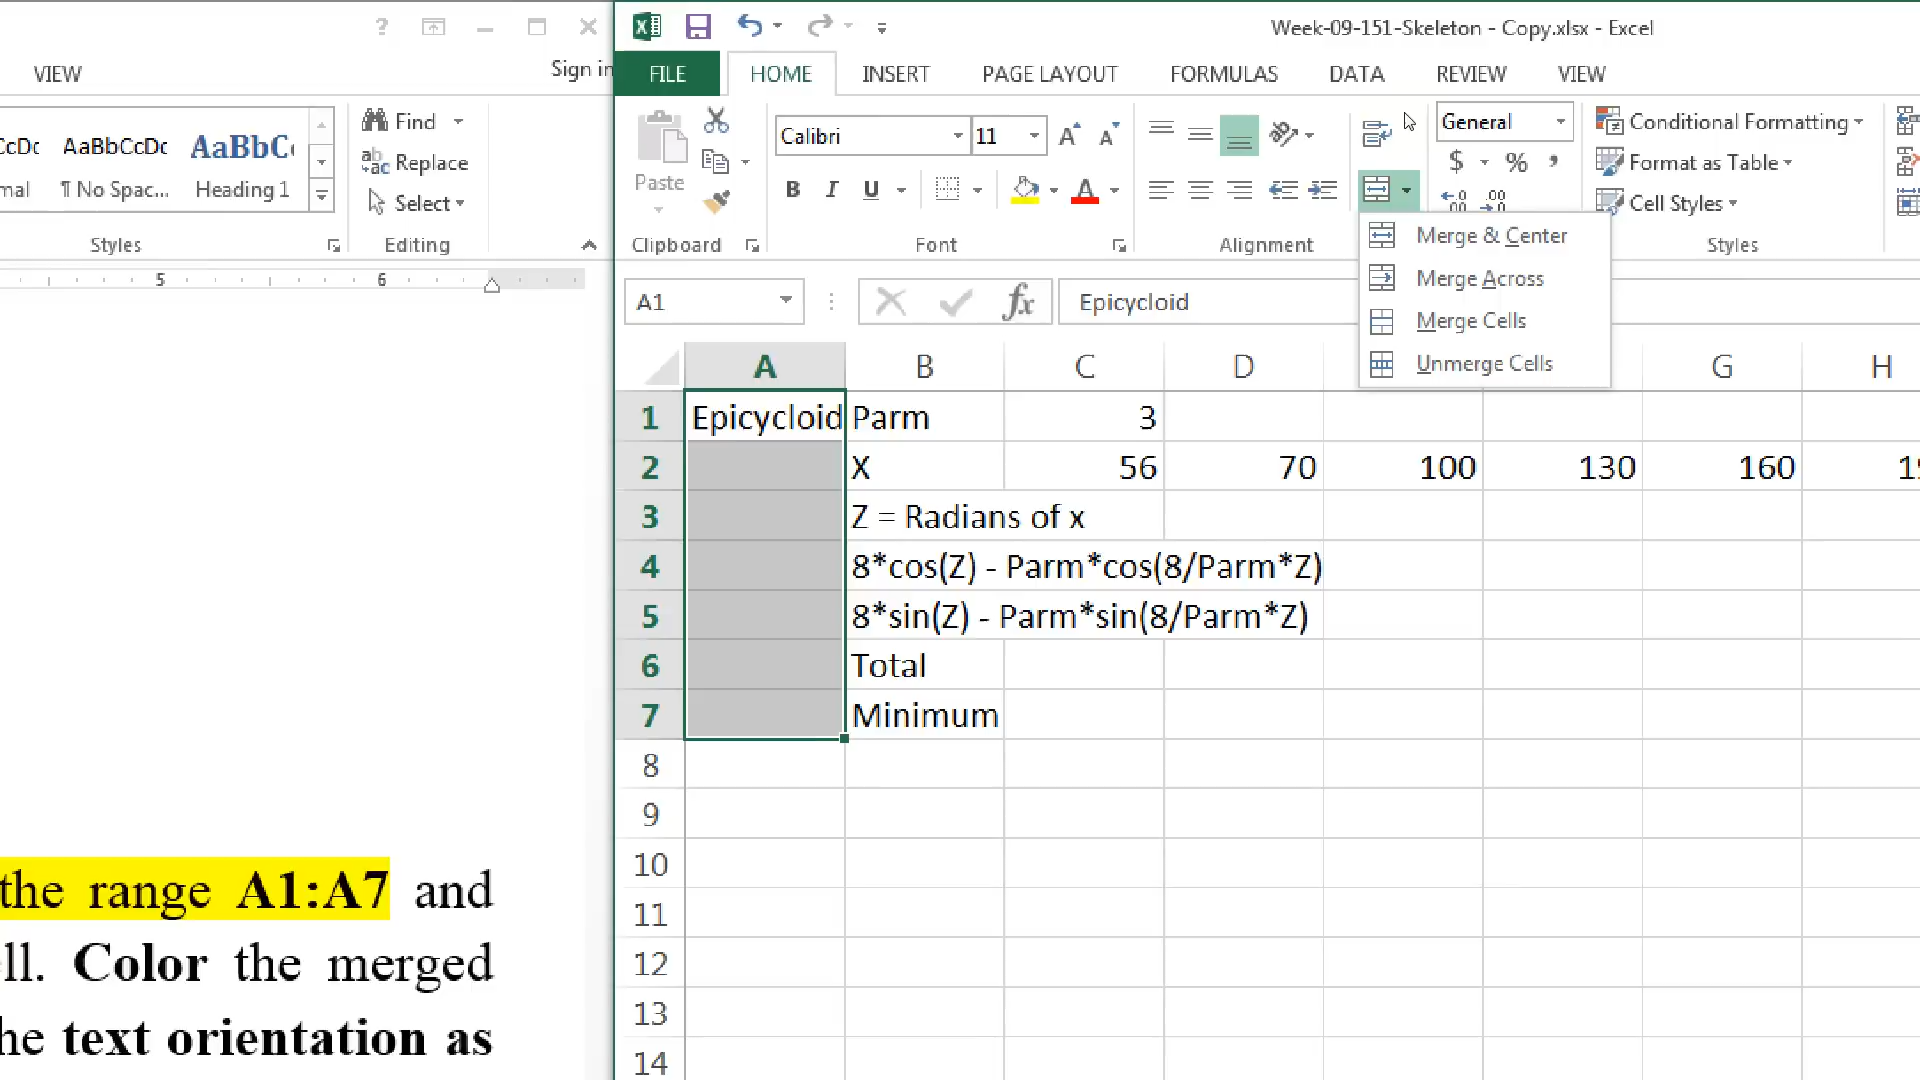 ?
VIEW
Sign in
CcDc AaBbCcDc AaBbC
mal ¶ No Spac... Heading 1
Styles
Find
Replace
Select
Editing
5 6
the range A1:A7 and
ll. Color the merged
he text orientation as
Week-09-151-Skeleton - Copy.xlsx - Excel
FILE HOME INSERT PAGE LAYOUT FORMULAS DATA REVIEW VIEW
Paste
Clipboard
Calibri 11 A A
B I U A
Font
Alignment
General
$ % ,
Conditional Formatting
Format as Table
Cell Styles
Styles
Merge & Center
Merge Across
Merge Cells
Unmerge Cells
A1 fx Epicycloid
A B C D G H
1 Epicycloid Parm 3
2 X 56 70 100 130 160
3 Z = Radians of x
4 8*cos(Z) - Parm*cos(8/Parm*Z)
5 8*sin(Z) - Parm*sin(8/Parm*Z)
6 Total
7 Minimum
8
9
10
11
12
13
14